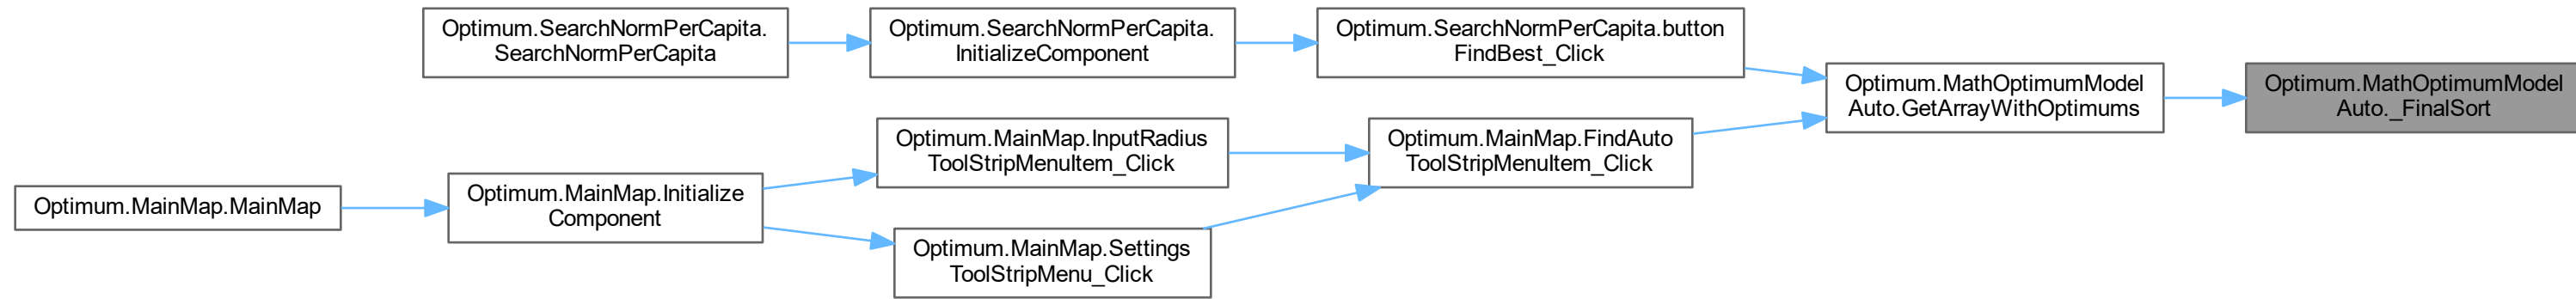 Optimum.SearchNormPerCapita.
SearchNormPerCapita
Optimum.SearchNormPerCapita.
InitializeComponent
Optimum.SearchNormPerCapita.button
FindBest_Click
Optimum.MathOptimumModel
Auto.GetArrayWithOptimums
Optimum.MathOptimumModel
Auto._FinalSort
Optimum.MainMap.InputRadius
ToolStripMenuItem_Click
Optimum.MainMap.FindAuto
ToolStripMenuItem_Click
Optimum.MainMap.MainMap
Optimum.MainMap.Initialize
Component
Optimum.MainMap.Settings
ToolStripMenu_Click